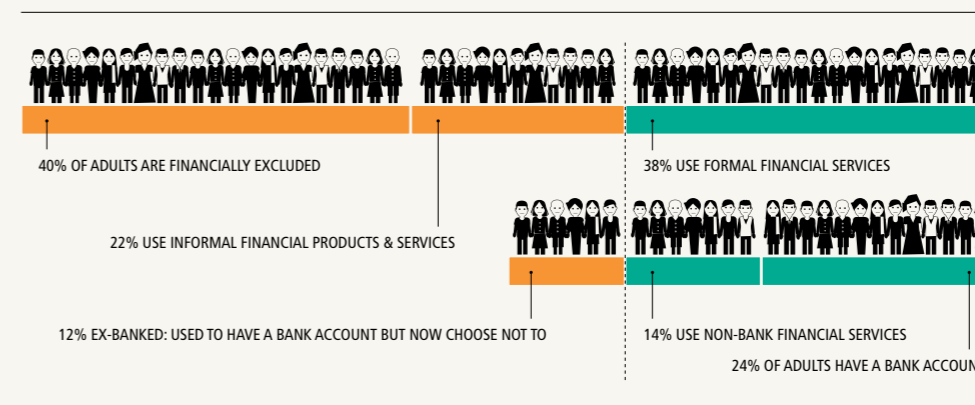 40% OF ADULTS ARE FINANCIALLY EXCLUDED
38% USE FORMAL FINANCIAL SERVICES
22% USE INFORMAL FINANCIAL PRODUCTS & SERVICES
12% EX-BANKED: USED TO HAVE A BANK ACCOUNT BUT NOW CHOOSE NOT TO
14% USE NON-BANK FINANCIAL SERVICES
24% OF ADULTS HAVE A BANK ACCOUN